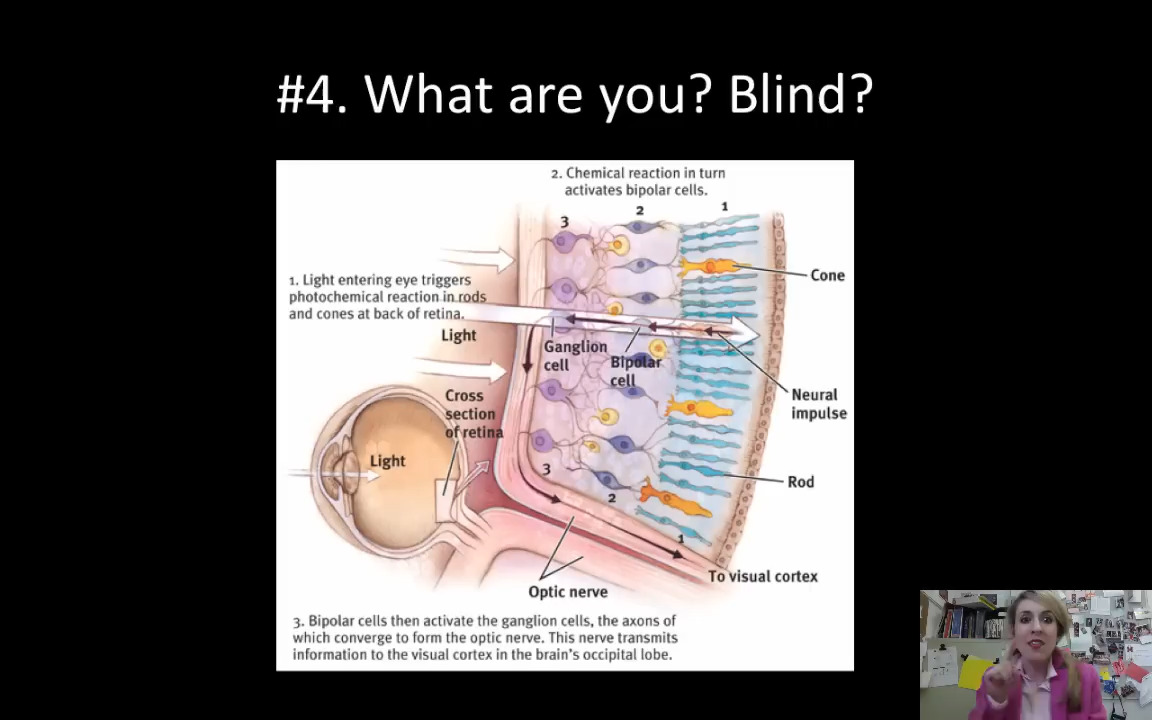 #4. What are you? Blind?
2. Chemical reaction in turn
activates bipolar cells.
3
2
1
Cone
1. Light entering eye triggers
photochemical reaction in rods
and cones at back of retina.
Light
Ganglion
cell
Bipolar
cell
Neural
impulse
Cross
section
of retina
Light
3
2
Rod
1
To visual cortex
Optic nerve
3. Bipolar cells then activate the ganglion cells, the axons of
which converge to form the optic nerve. This nerve transmits
information to the visual cortex in the brain's occipital lobe.